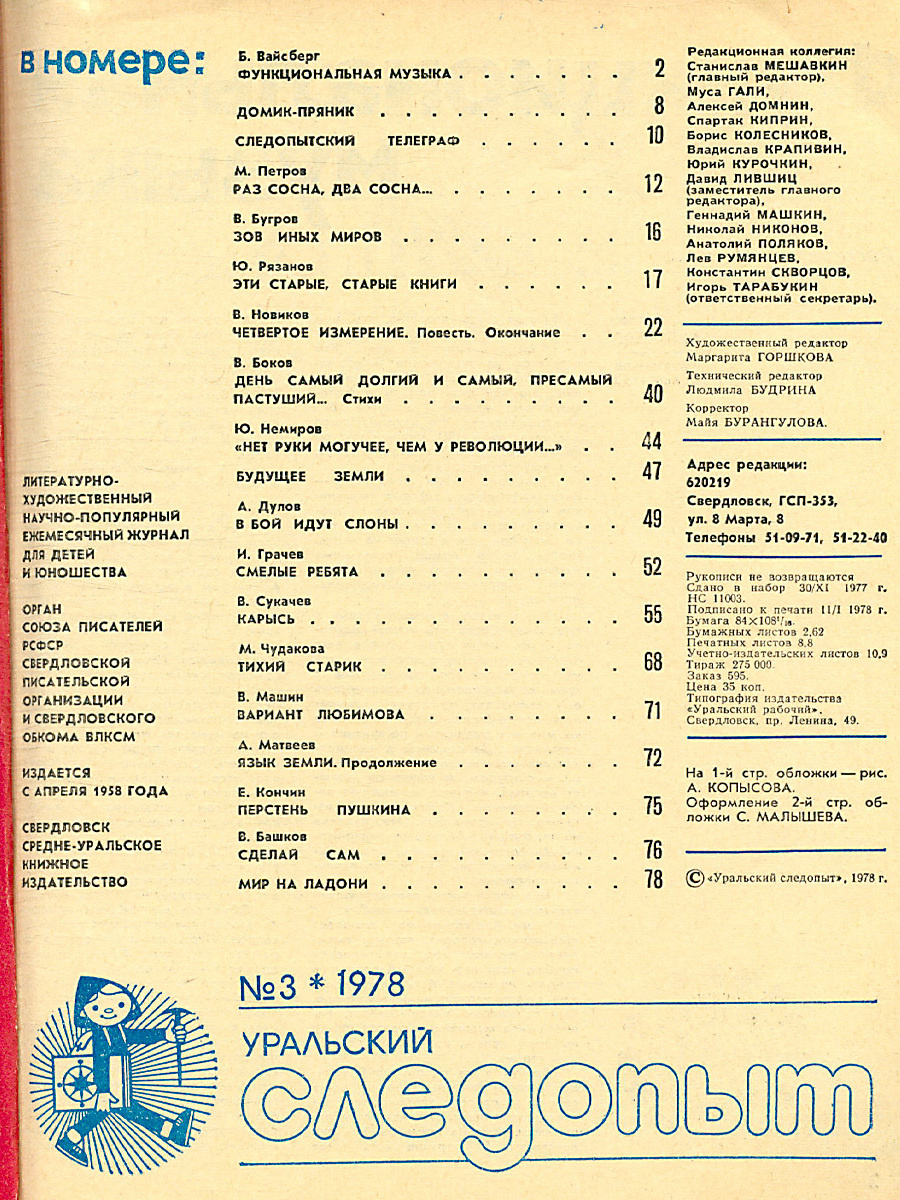 в номере:
Б. Вайсберг
ФУНКЦИОНАЛЬНАЯ МУЗЫКА . . . . . . 2
ДОМИК-ПРЯНИК . . . . . . . . . . 8
СЛЕДОПЫТСКИЙ ТЕЛЕГРАФ . . . . . . 10
М. Петров
РАЗ СОСНА, ДВА СОСНА... . . . . . . . 12
В. Бугров
ЗОВ ИНЫХ МИРОВ . . . . . . . . . 16
Ю. Рязанов
ЭТИ СТАРЫЕ, СТАРЫЕ КНИГИ . . . . . . 17
В. Новиков
ЧЕТВЕРТОЕ ИЗМЕРЕНИЕ. Повесть. Окончание . . 22
В. Боков
ДЕНЬ САМЫЙ ДОЛГИЙ И САМЫЙ, ПРЕСАМЫЙ
ПАСТУШИЙ... Стихи . . . . . . . . . 40
Ю. Немиров
«НЕТ РУКИ МОГУЧЕЕ, ЧЕМ У РЕВОЛЮЦИИ...» . . 44
БУДУЩЕЕ ЗЕМЛИ . . . . . . . . . 47
А. Дулов
В БОЙ ИДУТ СЛОНЫ . . . . . . . . . 49
И. Грачев
СМЕЛЫЕ РЕБЯТА . . . . . . . . . . 52
В. Сукачев
КАРЫСЬ . . . . . . . . . . . . 55
М. Чудакова
ТИХИЙ СТАРИК . . . . . . . . . . 68
В. Машин
ВАРИАНТ ЛЮБИМОВА . . . . . . . . 71
А. Матвеев
ЯЗЫК ЗЕМЛИ. Продолжение . . . . . . . 72
Е. Кончин
ПЕРСТЕНЬ ПУШКИНА . . . . . . . . 75
В. Башков
СДЕЛАЙ САМ . . . . . . . . . . 76
МИР НА ЛАДОНИ . . . . . . . . . . 78
ЛИТЕРАТУРНО-
ХУДОЖЕСТВЕННЫЙ
НАУЧНО-ПОПУЛЯРНЫЙ
ЕЖЕМЕСЯЧНЫЙ ЖУРНАЛ
ДЛЯ ДЕТЕЙ
И ЮНОШЕСТВА
ОРГАН
СОЮЗА ПИСАТЕЛЕЙ
РСФСР
СВЕРДЛОВСКОЙ
ПИСАТЕЛЬСКОЙ
ОРГАНИЗАЦИИ
И СВЕРДЛОВСКОГО
ОБКОМА ВЛКСМ
ИЗДАЕТСЯ
С АПРЕЛЯ 1958 ГОДА
СВЕРДЛОВСК
СРЕДНЕ-УРАЛЬСКОЕ
КНИЖНОЕ
ИЗДАТЕЛЬСТВО
Редакционная коллегия:
Станислав МЕШАВКИН
(главный редактор),
Муса ГАЛИ,
Алексей ДОМНИН,
Спартак КИПРИН,
Борис КОЛЕСНИКОВ,
Владислав КРАПИВИН,
Юрий КУРОЧКИН,
Давид ЛИВШИЦ
(заместитель главного
редактора),
Геннадий МАШКИН,
Николай НИКОНОВ,
Анатолий ПОЛЯКОВ,
Лев РУМЯНЦЕВ,
Константин СКВОРЦОВ,
Игорь ТАРАБУКИН
(ответственный секретарь).
Художественный редактор
Маргарита ГОРШКОВА
Технический редактор
Людмила БУДРИНА
Корректор
Майя БУРАНГУЛОВА.
Адрес редакции:
620219
Свердловск, ГСП-353,
ул. 8 Марта, 8
Телефоны 51-09-71, 51-22-40
Рукописи не возвращаются
Сдано в набор 30/XI 1977 г.
НС 11003.
Подписано к печати 11/I 1978 г.
Бумага 84×108¹/₁₆.
Бумажных листов 2,62
Печатных листов 8,8
Учетно-издательских листов 10,9
Тираж 275 000.
Заказ 595.
Цена 35 коп.
Типография издательства
«Уральский рабочий».
Свердловск, пр. Ленина, 49.
На 1-й стр. обложки — рис.
А. КОПЫСОВА.
Оформление 2-й стр. об-
ложки С. МАЛЫШЕВА.
© «Уральский следопыт», 1978 г.
№3 * 1978
УРАЛЬСКИЙ
следопыт